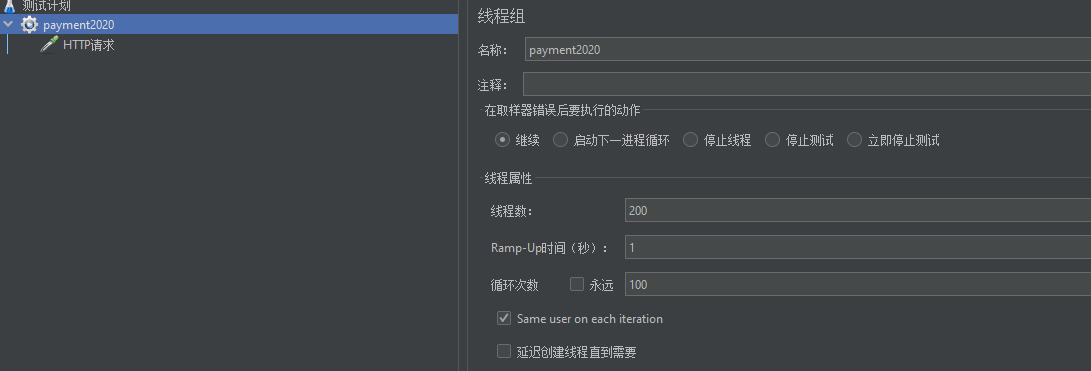 测试计划
payment2020
HTTP请求
线程组
名称： payment2020
注释：
在取样器错误后要执行的动作
继续 启动下一进程循环 停止线程 停止测试 立即停止测试
线程属性
线程数： 200
Ramp-Up时间（秒）： 1
循环次数 永远 100
Same user on each iteration
延迟创建线程直到需要